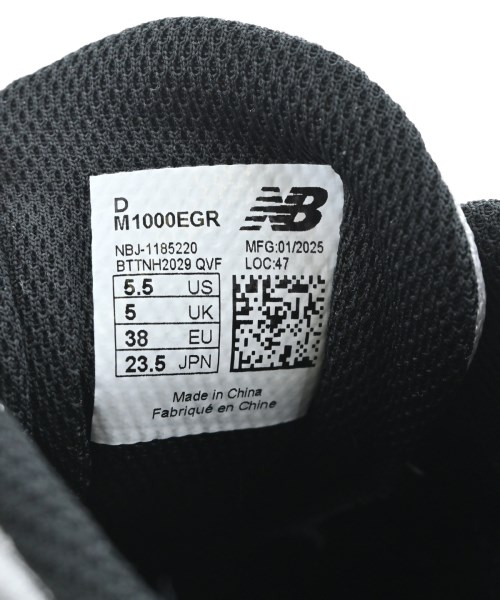 D
M1000EGR
NB
NBJ-1185220
BTTNH2029 QVF
MFG:01/2025
LOC:47
5.5 US
5 UK
38 EU
23.5 JPN
Made in China
Fabriqué en Chine